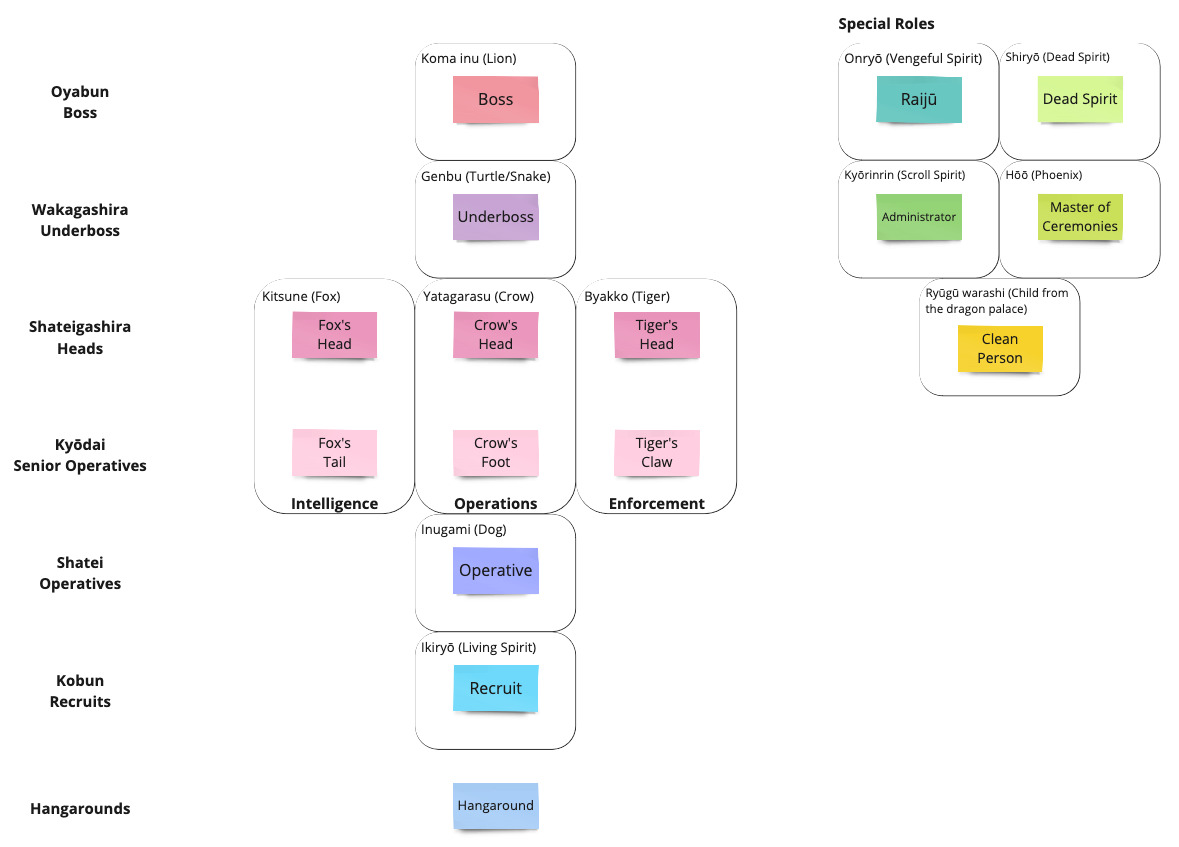 Special Roles
Oyabun
Boss
Koma inu (Lion)
Boss
Onryō (Vengeful Spirit)
Raijū
Shiryō (Dead Spirit)
Dead Spirit
Wakagashira
Underboss
Genbu (Turtle/Snake)
Underboss
Kyōrinrin (Scroll Spirit)
Administrator
Hōō (Phoenix)
Master of
Ceremonies
Shateigashira
Heads
Kitsune (Fox)
Fox's
Head
Yatagarasu (Crow)
Crow's
Head
Byakko (Tiger)
Tiger's
Head
Ryūgū warashi (Child from
the dragon palace)
Clean
Person
Kyōdai
Senior Operatives
Fox's
Tail
Intelligence
Crow's
Foot
Operations
Tiger's
Claw
Enforcement
Shatei
Operatives
Inugami (Dog)
Operative
Kobun
Recruits
Ikiryō (Living Spirit)
Recruit
Hangarounds
Hangaround